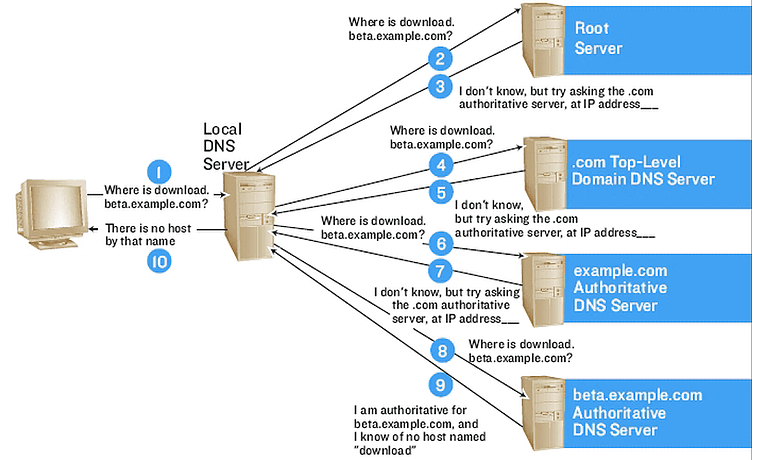 Where is download.
beta.example.com?
2
Root
Server
3
I don't know, but try asking the .com
authoritative server, at IP address___
Local
DNS
Server
Where is download.
beta.example.com?
4
.com Top-Level
Domain DNS Server
5
I don't know,
but try asking the .com
authoritative server, at IP address___
1
Where is download.
beta.example.com?
There is no host
by that name
10
Where is download.
beta.example.com?
6
example.com
Authoritative
DNS Server
7
I don't know, but try asking
the .com authoritative
server, at IP address___
8
Where is download.
beta.example.com?
beta.example.com
Authoritative
DNS Server
9
I am authoritative for
beta.example.com, and
I know of no host named
"download"